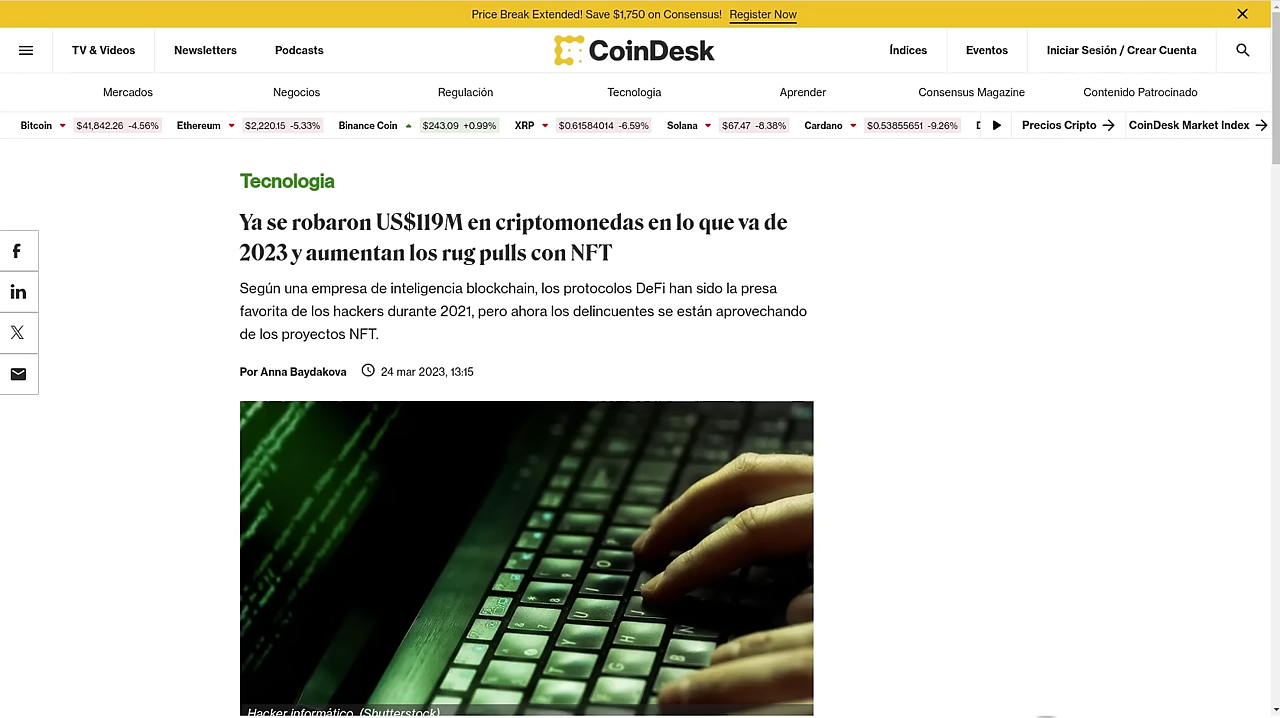 Price Break Extended! Save $1,750 on Consensus! Register Now
TV & Videos Newsletters Podcasts CoinDesk Índices Eventos Iniciar Sesión / Crear Cuenta
Mercados Negocios Regulación Tecnologia Aprender Consensus Magazine Contenido Patrocinado
Bitcoin $41,842.26 -4.56% Ethereum $2,220.15 -5.33% Binance Coin $243.09 +0.99% XRP $0.61584014 -6.59% Solana $67.47 -8.38% Cardano $0.53855651 -9.26% Precios Cripto CoinDesk Market Index
Tecnologia
Ya se robaron US$119M en criptomonedas en lo que va de
2023 y aumentan los rug pulls con NFT
Según una empresa de inteligencia blockchain, los protocolos DeFi han sido la presa
favorita de los hackers durante 2021, pero ahora los delincuentes se están aprovechando
de los proyectos NFT.
Por Anna Baydakova 24 mar 2023, 13:15
Hacker informático. (Shutterstock)